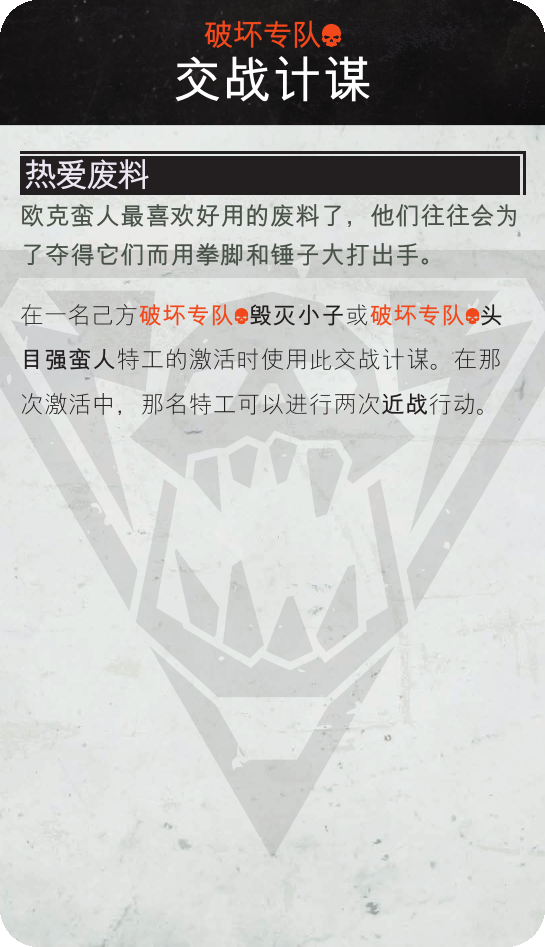 破坏专队💀
交战计谋
热爱废料
欧克蛮人最喜欢好用的废料了，他们往往会为
了夺得它们而用拳脚和锤子大打出手。
在一名己方破坏专队💀毁灭小子或破坏专队💀头
目强蛮人特工的激活时使用此交战计谋。在那
次激活中，那名特工可以进行两次近战行动。